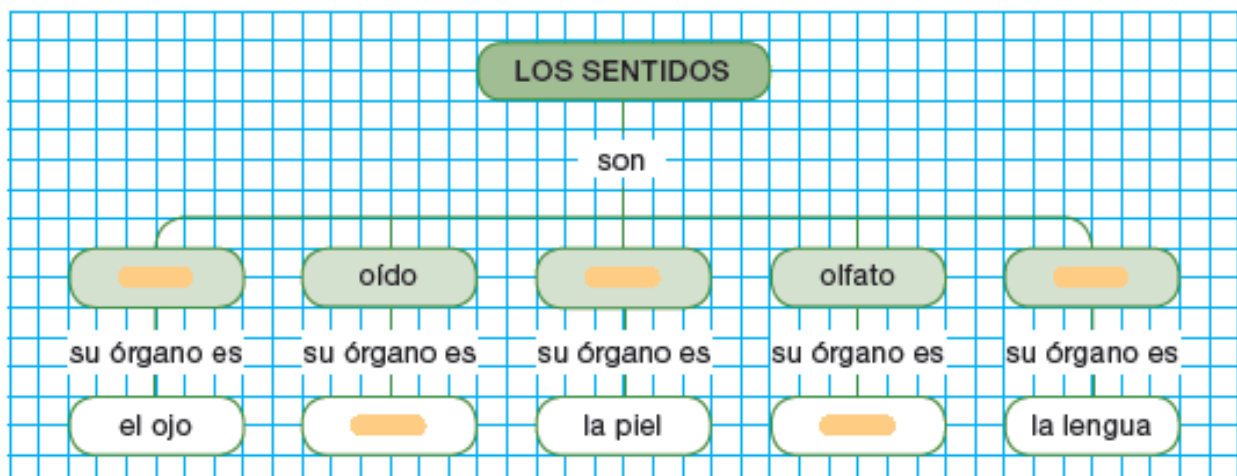 LOS SENTIDOS
son
oído olfato
su órgano es su órgano es su órgano es su órgano es su órgano es
el ojo la piel la lengua